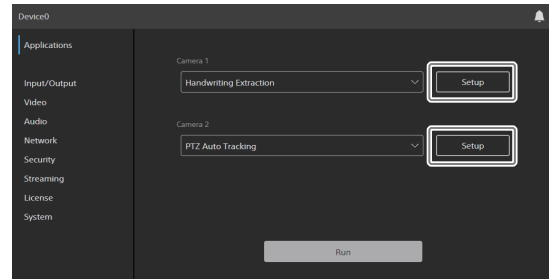 Device0
Applications
Input/Output
Video
Audio
Network
Security
Streaming
License
System
Camera 1
Handwriting Extraction
Setup
Camera 2
PTZ Auto Tracking
Setup
Run